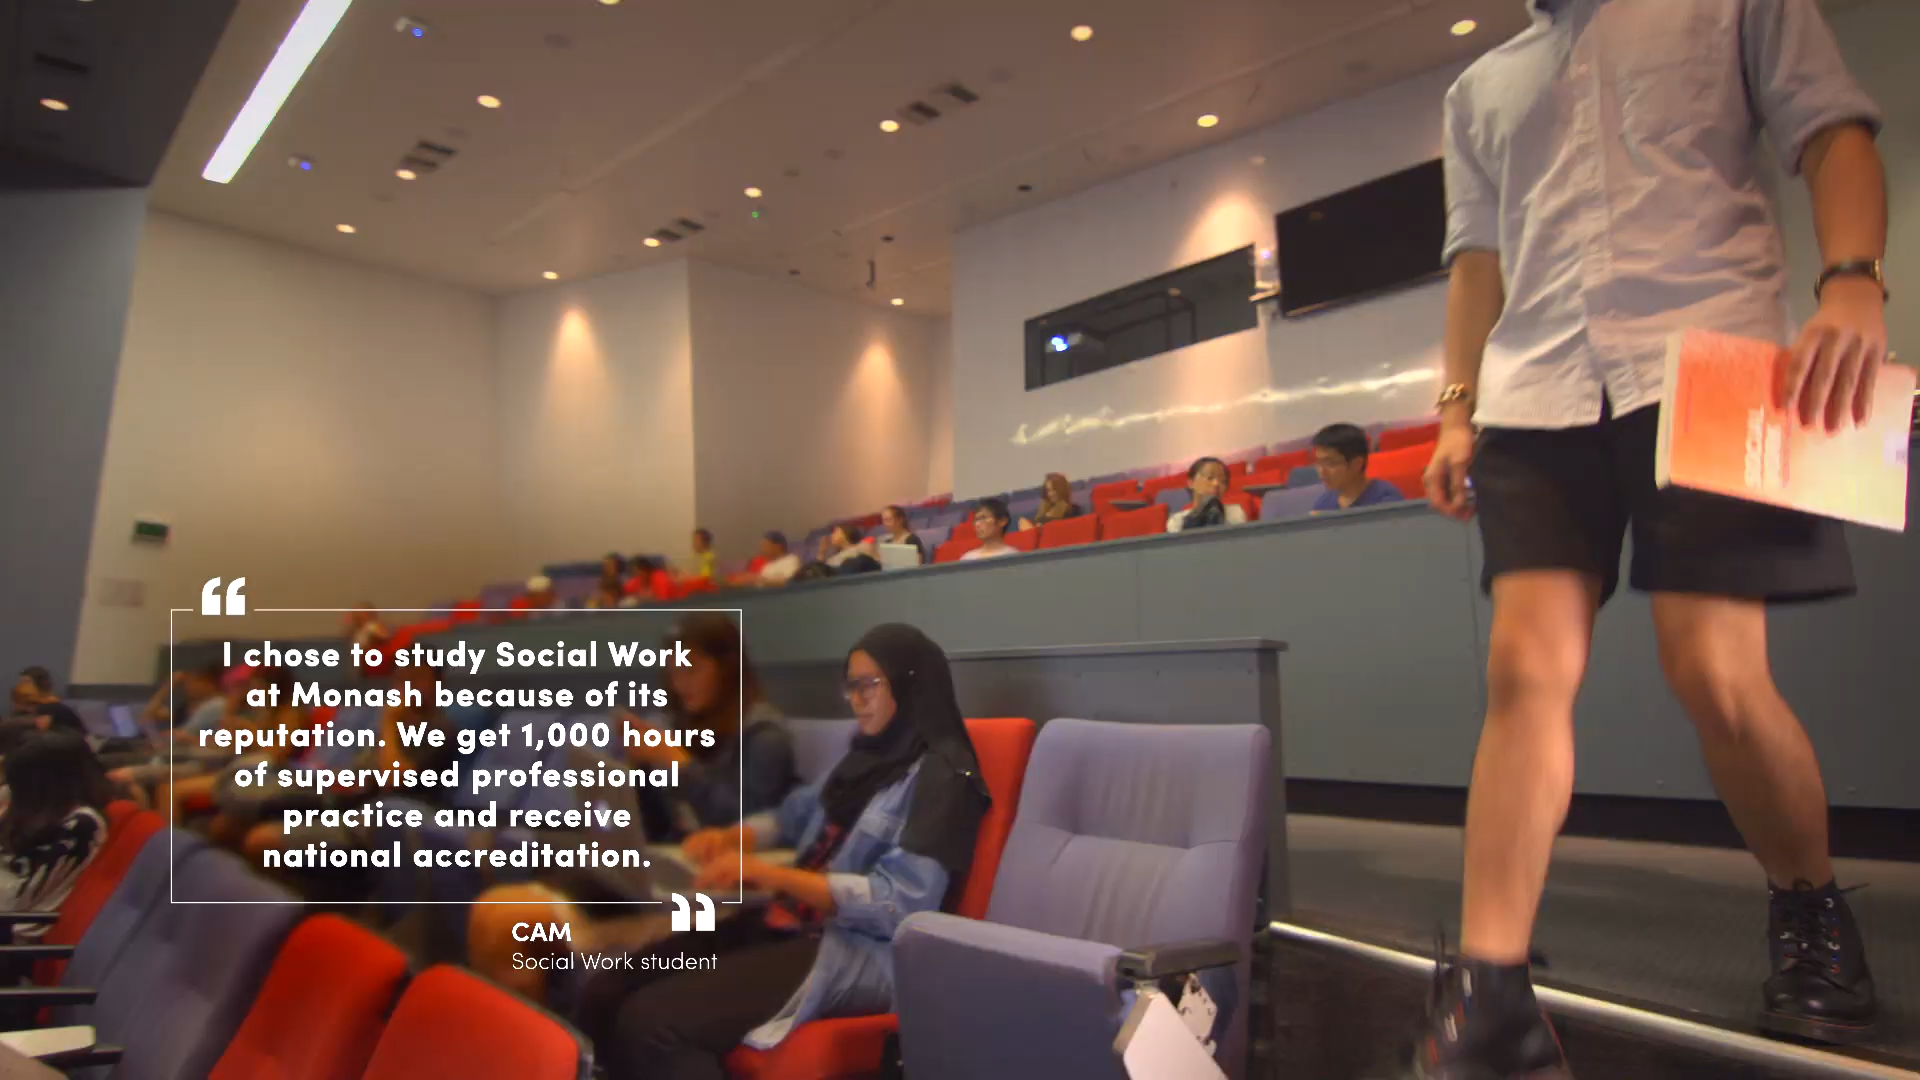 “
I chose to study Social Work
at Monash because of its
reputation. We get 1,000 hours
of supervised professional
practice and receive
national accreditation.
”
CAM
Social Work student